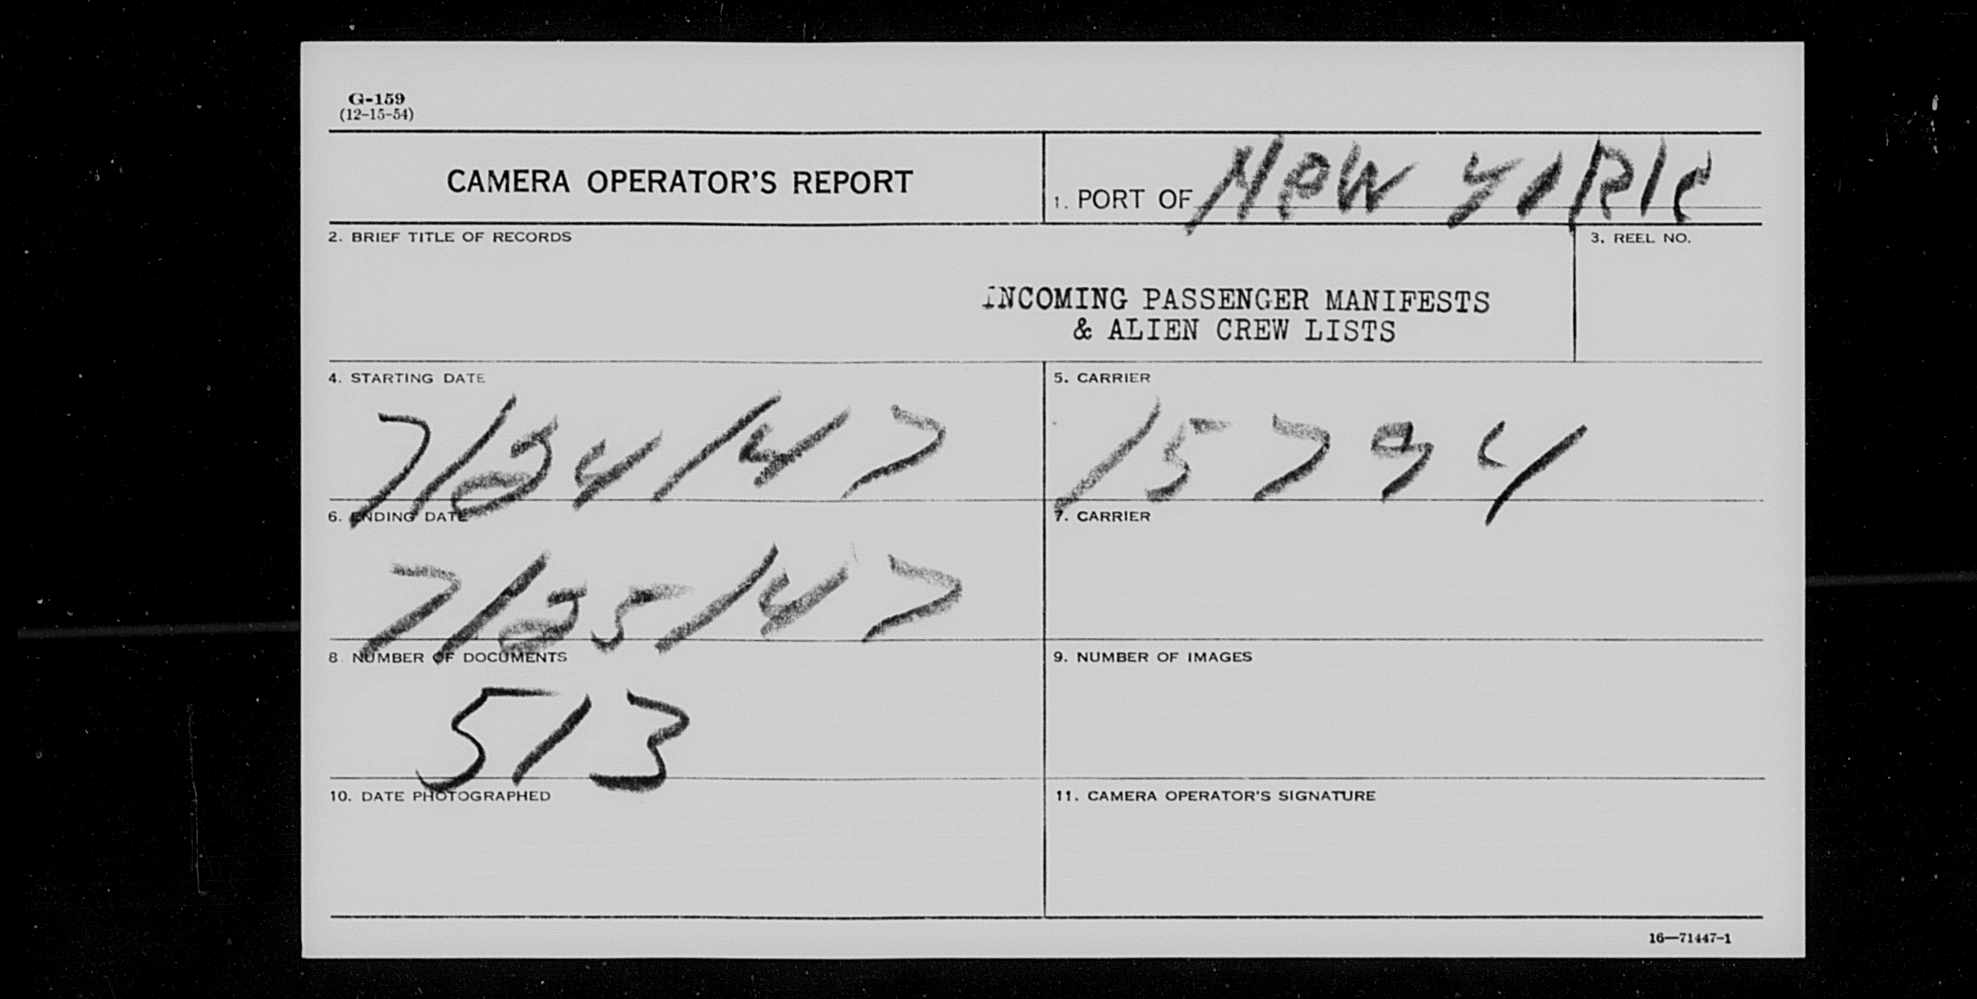 G-159
(12-15-54)
CAMERA OPERATOR'S REPORT
1. PORT OF NEW YORK
2. BRIEF TITLE OF RECORDS
3. REEL NO.
INCOMING PASSENGER MANIFESTS
& ALIEN CREW LISTS
4. STARTING DATE
7/24/47
5. CARRIER
15794
6. ENDING DATE
7/25/47
7. CARRIER
8. NUMBER OF DOCUMENTS
513
9. NUMBER OF IMAGES
10. DATE PHOTOGRAPHED
11. CAMERA OPERATOR'S SIGNATURE
16—71447-1